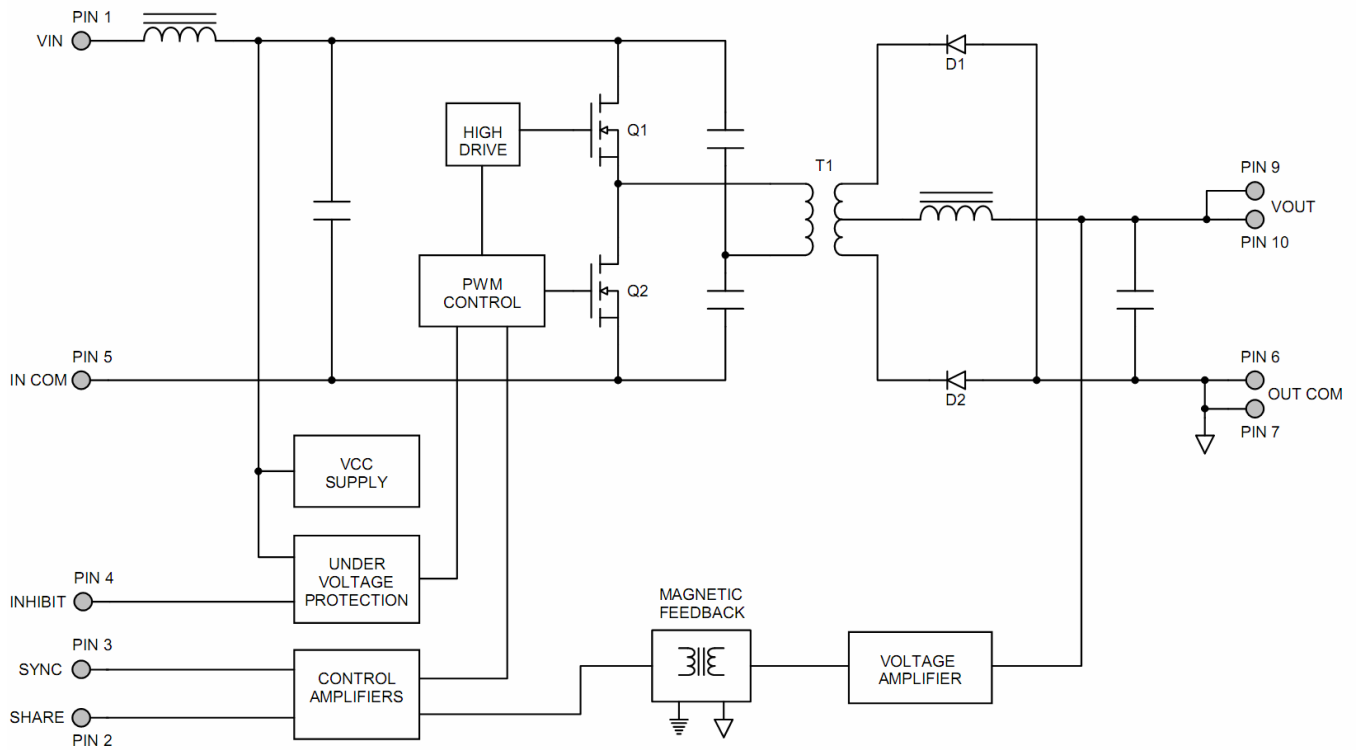 PIN 1
VIN
D1
HIGH
DRIVE
Q1
T1
PIN 9
VOUT
PIN 10
PWM
CONTROL
Q2
PIN 5
IN COM
D2
PIN 6
OUT COM
PIN 7
VCC
SUPPLY
UNDER
VOLTAGE
PROTECTION
PIN 4
INHIBIT
MAGNETIC
FEEDBACK
PIN 3
SYNC
CONTROL
AMPLIFIERS
VOLTAGE
AMPLIFIER
SHARE
PIN 2